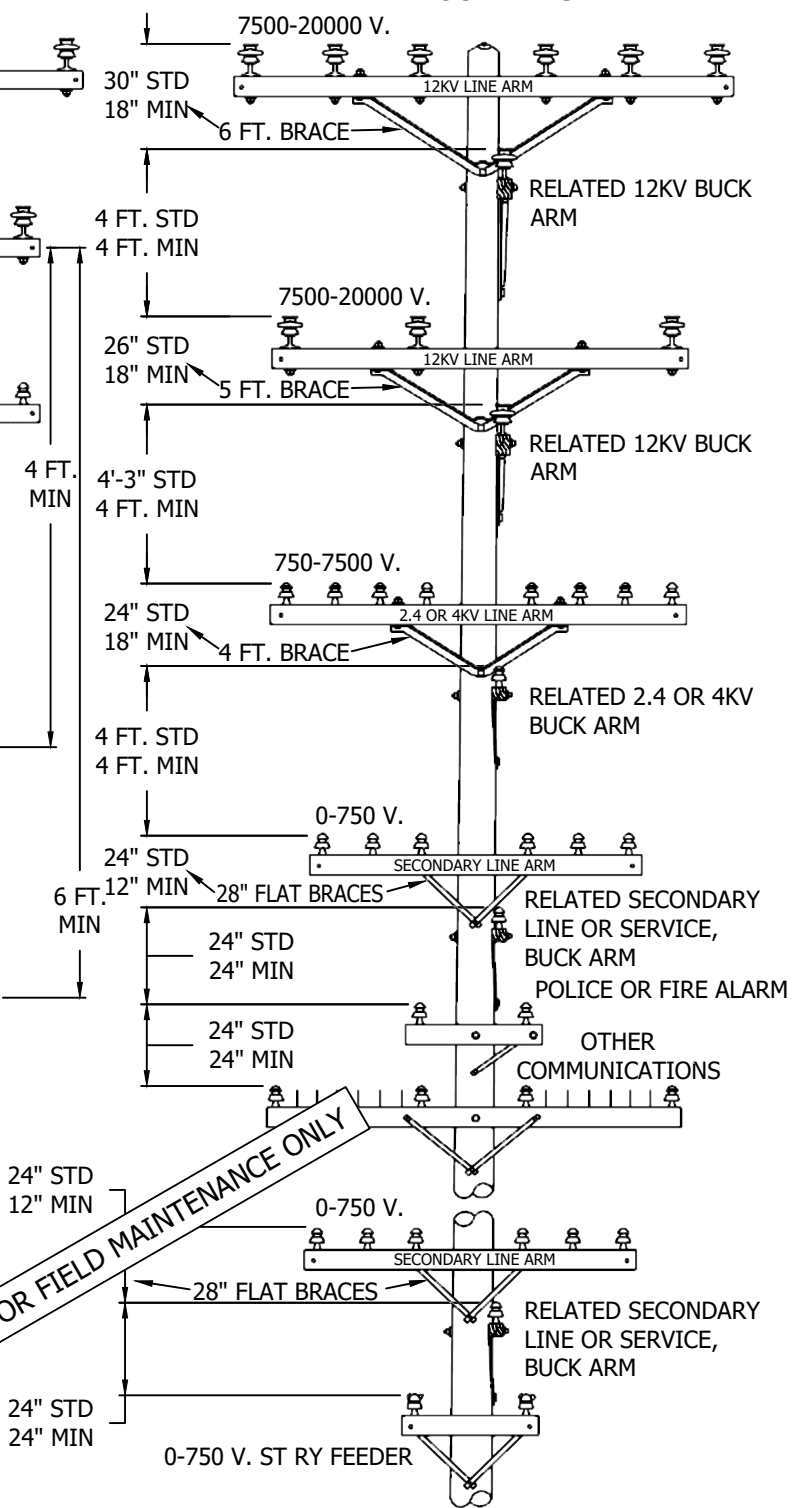 7500-20000 V.
12KV LINE ARM
30" STD
18" MIN
6 FT. BRACE
RELATED 12KV BUCK
ARM
4 FT. STD
4 FT. MIN
7500-20000 V.
12KV LINE ARM
26" STD
18" MIN
5 FT. BRACE
RELATED 12KV BUCK
ARM
4 FT.
MIN
4'-3" STD
4 FT. MIN
750-7500 V.
2.4 OR 4KV LINE ARM
24" STD
18" MIN
4 FT. BRACE
RELATED 2.4 OR 4KV
BUCK ARM
4 FT. STD
4 FT. MIN
0-750 V.
SECONDARY LINE ARM
24" STD
12" MIN
28" FLAT BRACES
6 FT.
MIN
RELATED SECONDARY
LINE OR SERVICE,
BUCK ARM
24" STD
24" MIN
POLICE OR FIRE ALARM
24" STD
24" MIN
OTHER
COMMUNICATIONS
OR FIELD MAINTENANCE ONLY
24" STD
12" MIN
0-750 V.
SECONDARY LINE ARM
28" FLAT BRACES
RELATED SECONDARY
LINE OR SERVICE,
BUCK ARM
24" STD
24" MIN
0-750 V. ST RY FEEDER